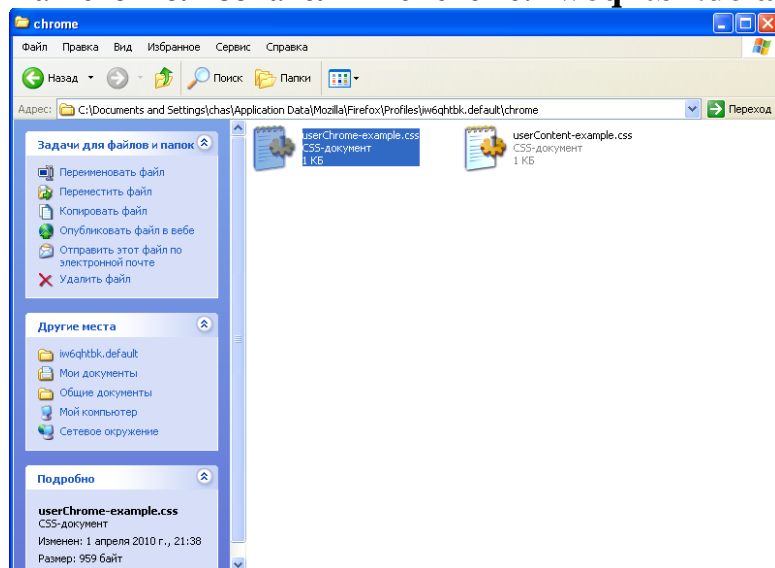 chrome
Файл Правка Вид Избранное Сервис Справка
Назад Поиск Папки
Адрес: C:\Documents and Settings\chas\Application Data\Mozilla\Firefox\Profiles\iw6qhtbk.default\chrome Переход
Задачи для файлов и папок
Переименовать файл
Переместить файл
Копировать файл
Опубликовать файл в вебе
Отправить этот файл по
электронной почте
Удалить файл
Другие места
iw6qhtbk.default
Мои документы
Общие документы
Мой компьютер
Сетевое окружение
Подробно
userChrome-example.css
CSS-документ
Изменен: 1 апреля 2010 г., 21:38
Размер: 959 байт
userChrome-example.css
CSS-документ
1 КБ
userContent-example.css
CSS-документ
1 КБ